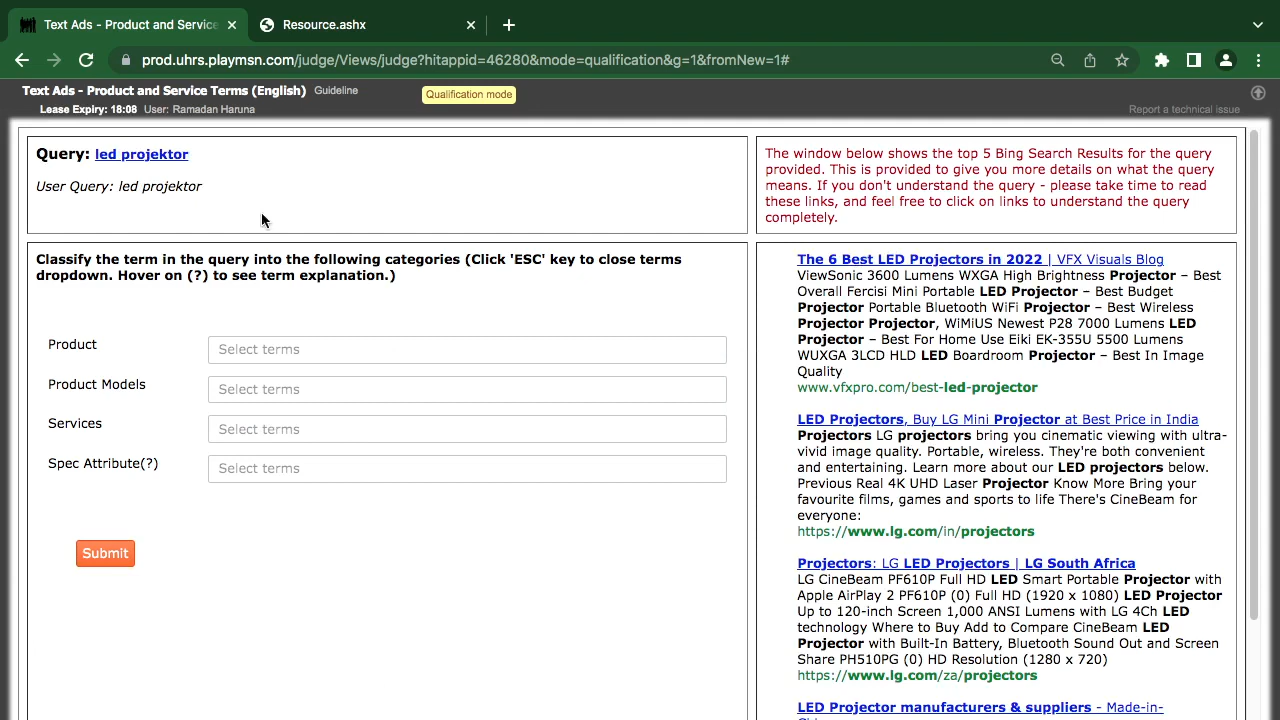 Text Ads - Product and Service
Resource.ashx
prod.uhrs.playmsn.com/judge/Views/judge?hitappid=46280&mode=qualification&g=1&fromNew=1#
Text Ads - Product and Service Terms (English) Guideline
Qualification mode
Lease Expiry: 18:08 User: Ramadan Haruna
Report a technical issue
Query: led projektor
User Query: led projektor
The window below shows the top 5 Bing Search Results for the query
provided. This is provided to give you more details on what the query
means. If you don't understand the query - please take time to read
these links, and feel free to click on links to understand the query
completely.
Classify the term in the query into the following categories (Click 'ESC' key to close terms
dropdown. Hover on (?) to see term explanation.)
Product Select terms
Product Models Select terms
Services Select terms
Spec Attribute(?) Select terms
Submit
The 6 Best LED Projectors in 2022 | VFX Visuals Blog
ViewSonic 3600 Lumens WXGA High Brightness Projector – Best
Overall Fercisi Mini Portable LED Projector – Best Budget
Projector Portable Bluetooth WiFi Projector – Best Wireless
Projector Projector, WiMiUS Newest P28 7000 Lumens LED
Projector – Best For Home Use Eiki EK-355U 5500 Lumens
WUXGA 3LCD HLD LED Boardroom Projector – Best In Image
Quality
www.vfxpro.com/best-led-projector
LED Projectors, Buy LG Mini Projector at Best Price in India
Projectors LG projectors bring you cinematic viewing with ultra-
vivid image quality. Portable, wireless. They're both convenient
and entertaining. Learn more about our LED projectors below.
Previous Real 4K UHD Laser Projector Know More Bring your
favourite films, games and sports to life There's CineBeam for
everyone:
https://www.lg.com/in/projectors
Projectors: LG LED Projectors | LG South Africa
LG CineBeam PF610P Full HD LED Smart Portable Projector with
Apple AirPlay 2 PF610P (0) Full HD (1920 x 1080) LED Projector
Up to 120-inch Screen 1,000 ANSI Lumens with LG 4Ch LED
technology Where to Buy Add to Compare CineBeam LED
Projector with Built-In Battery, Bluetooth Sound Out and Screen
Share PH510PG (0) HD Resolution (1280 x 720)
https://www.lg.com/za/projectors
LED Projector manufacturers & suppliers - Made-in-